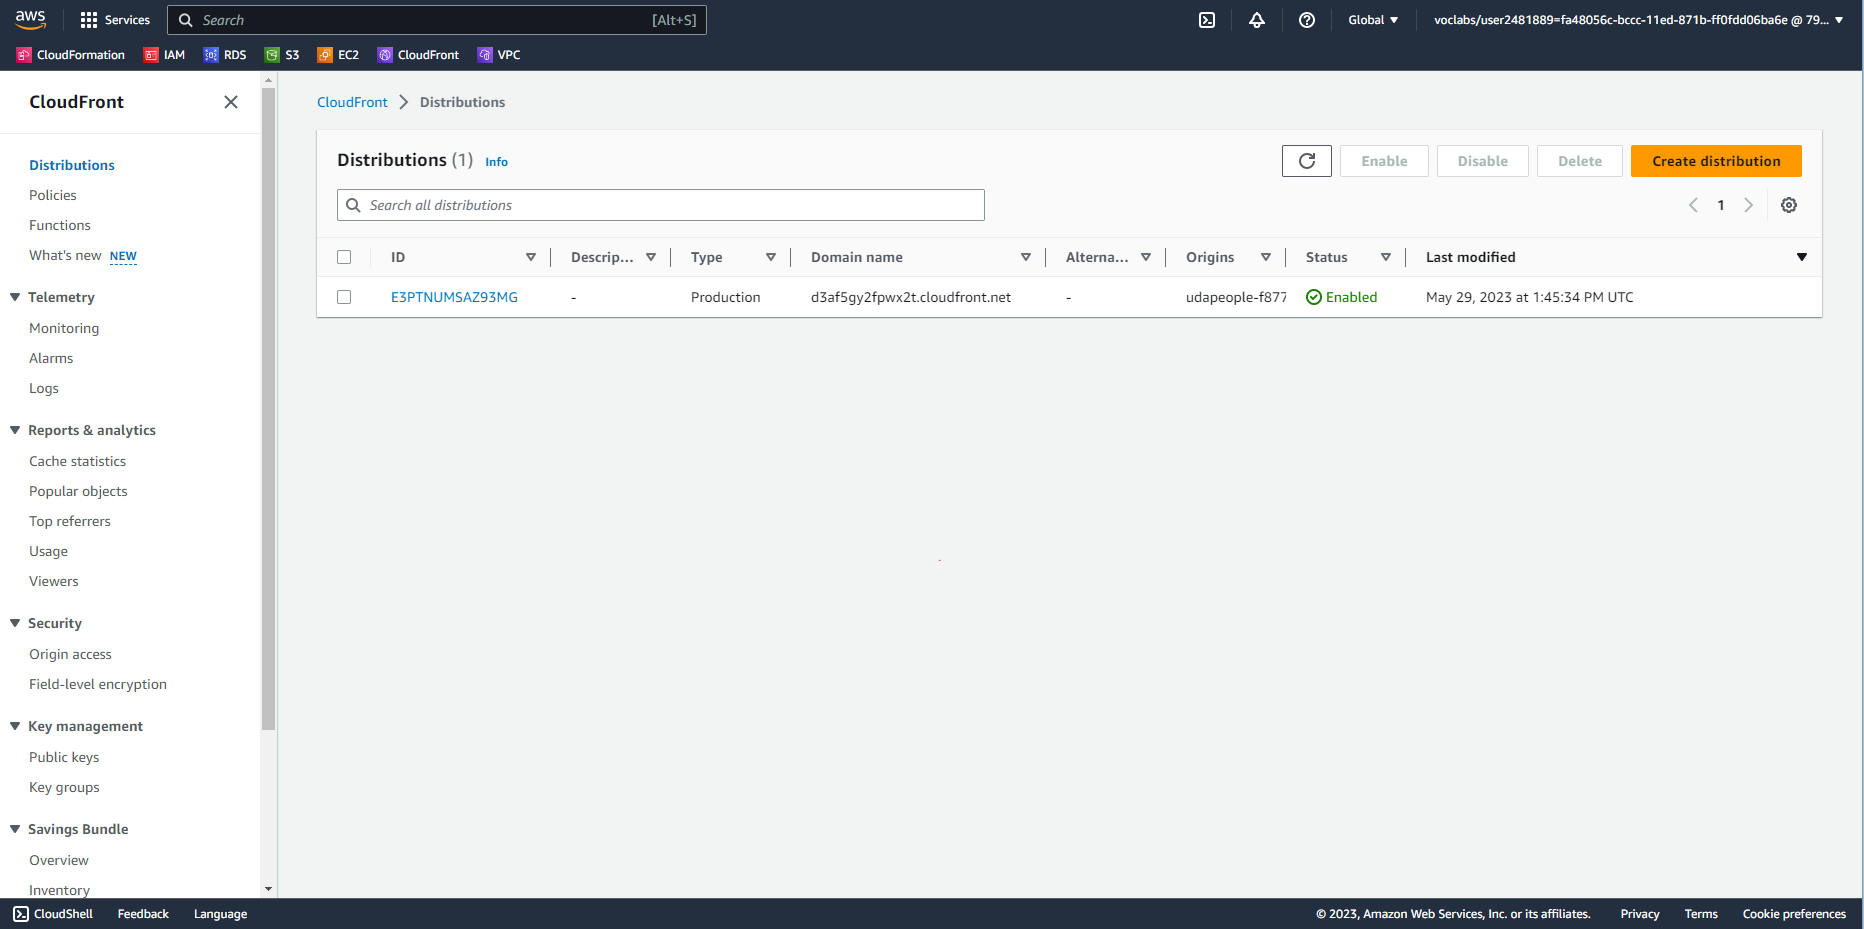 aws Services Search [Alt+S] Global voclabs/user2481889=fa48056c-bccc-11ed-871b-ff0fdd06ba6e @ 79...
CloudFormation IAM RDS S3 EC2 CloudFront VPC
CloudFront
Distributions
Policies
Functions
What's new NEW
Telemetry
Monitoring
Alarms
Logs
Reports & analytics
Cache statistics
Popular objects
Top referrers
Usage
Viewers
Security
Origin access
Field-level encryption
Key management
Public keys
Key groups
Savings Bundle
Overview
Inventory
CloudFront > Distributions
Distributions (1) Info Enable Disable Delete Create distribution
Search all distributions 1
ID Descrip... Type Domain name Alterna... Origins Status Last modified
E3PTNUMSAZ93MG - Production d3af5gy2fpwx2t.cloudfront.net - udapeople-f877 Enabled May 29, 2023 at 1:45:34 PM UTC
CloudShell Feedback Language © 2023, Amazon Web Services, Inc. or its affiliates. Privacy Terms Cookie preferences